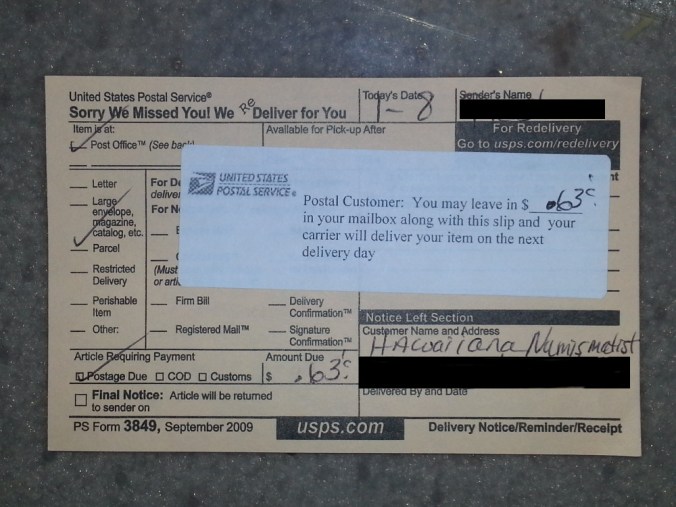 United States Postal Service®
Sorry We Missed You! We Re Deliver for You
Today's Date
1-8
Sender's Name
Item is at:
Post Office™ (See back
Available for Pick-up After
For Redelivery
Go to usps.com/redelivery
UNITED STATES
POSTAL SERVICE®
Postal Customer: You may leave in $ .63¢
in your mailbox along with this slip and your
carrier will deliver your item on the next
delivery day
Letter
Large
envelope,
magazine,
catalog, etc.
Parcel
Restricted
Delivery
Perishable
Item
Other:
For De
deliver
For No
(Must
or arti
Firm Bill
Registered Mail™
Delivery
Confirmation™
Signature
Confirmation™
Notice Left Section
Customer Name and Address
Hawaiiana Numismatist
Article Requiring Payment
Postage Due COD Customs
Amount Due
$ .63¢
Final Notice: Article will be returned
to sender on
Delivered By and Date
PS Form 3849, September 2009
usps.com
Delivery Notice/Reminder/Receipt